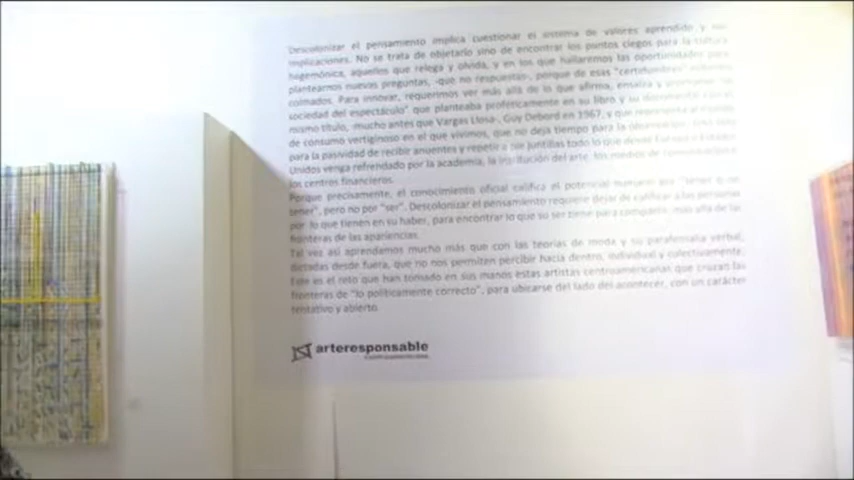 Descolonizar el pensamiento implica cuestionar el sistema de valores aprendido y sus
implicaciones. No se trata de objetarlo sino de encontrar los puntos ciegos para la cultura
hegemónica, aquellos que relega y olvida, y en los que hallaremos las oportunidades para
plantearnos nuevas preguntas, -que no respuestas-, porque de esas "certidumbres" estamos
colmados. Para innovar, requerimos ver más allá de lo que afirma, ensalza y
sociedad del espectáculo" que planteaba proféticamente en su libro y su documental con el
mismo título, -mucho antes que Vargas Llosa-, Guy Debord en 1967, y que representa al mundo
de consumo vertiginoso en el que vivimos, que no deja tiempo para la observación,
para la pasividad de recibir anuentes y repetir a pie juntillas todo lo que desde Europa o Estados
Unidos venga refrendado por la academia, la institución del arte, los medios de comunicación o
los centros financieros.
Porque precisamente, el conocimiento oficial califica el potencial humano por "tener o no
tener", pero no por "ser". Descolonizar el pensamiento requiere dejar de calificar a las personas
por lo que tienen en su haber, para encontrar lo que su ser tiene para compartir, más allá de las
fronteras de las apariencias.
Tal vez así aprendamos mucho más que con las teorías de moda y su parafernalia verbal,
dictadas desde fuera, que no nos permiten percibir hacia dentro, individual y colectivamente.
Este es el reto que han tomado en sus manos estas artistas centroamericanas que cruzan las
fronteras de "lo políticamente correcto", para ubicarse del lado del acontecer, con un carácter
tentativo y abierto.
arteresponsable